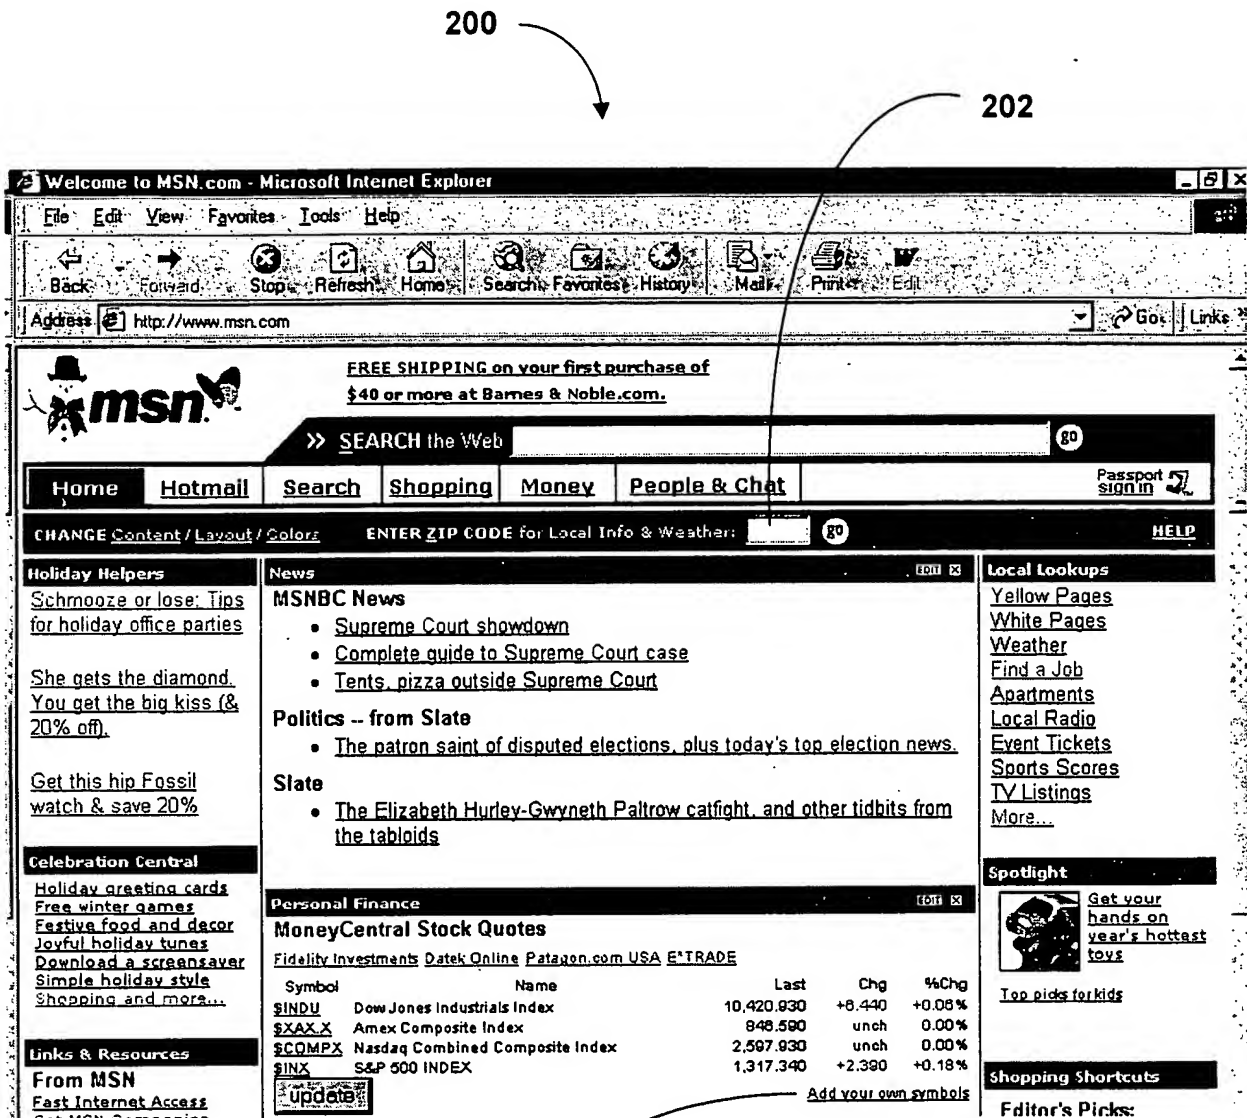 200
202
Welcome to MSN.com - Microsoft Internet Explorer
File Edit View Favorites Tools Help
Back Forward Stop Refresh Home Search Favorites History Mail Print Edit
Address http://www.msn.com Go Links »
msn
FREE SHIPPING on your first purchase of
$40 or more at Barnes & Noble.com.
>> SEARCH the Web go
Home Hotmail Search Shopping Money People & Chat Passport sign in
CHANGE Content / Layout / Colors ENTER ZIP CODE for Local Info & Weather: go HELP
Holiday Helpers
Schmooze or lose: Tips
for holiday office parties
She gets the diamond.
You get the big kiss (&
20% off).
Get this hip Fossil
watch & save 20%
Celebration Central
Holiday greeting cards
Free winter games
Festive food and decor
Joyful holiday tunes
Download a screensaver
Simple holiday style
Shopping and more...
Links & Resources
From MSN
Fast Internet Access
News EDIT X
MSNBC News
• Supreme Court showdown
• Complete guide to Supreme Court case
• Tents, pizza outside Supreme Court
Politics -- from Slate
• The patron saint of disputed elections, plus today's top election news.
Slate
• The Elizabeth Hurley-Gwyneth Paltrow catfight, and other tidbits from
the tabloids
Personal Finance EDIT X
MoneyCentral Stock Quotes
Fidelity Investments Datek Online Patagon.com USA E*TRADE
Symbol Name Last Chg %Chg
$INDU Dow Jones Industrials Index 10,420.930 +6.440 +0.06%
$XAX.X Amex Composite Index 846.590 unch 0.00%
$COMPX Nasdaq Combined Composite Index 2,597.930 unch 0.00%
$INX S&P 500 INDEX 1,317.340 +2.390 +0.18%
update Add your own symbols
Local Lookups
Yellow Pages
White Pages
Weather
Find a Job
Apartments
Local Radio
Event Tickets
Sports Scores
TV Listings
More...
Spotlight
Get your
hands on
year's hottest
toys
Top picks for kids
Shopping Shortcuts
Editor's Picks: